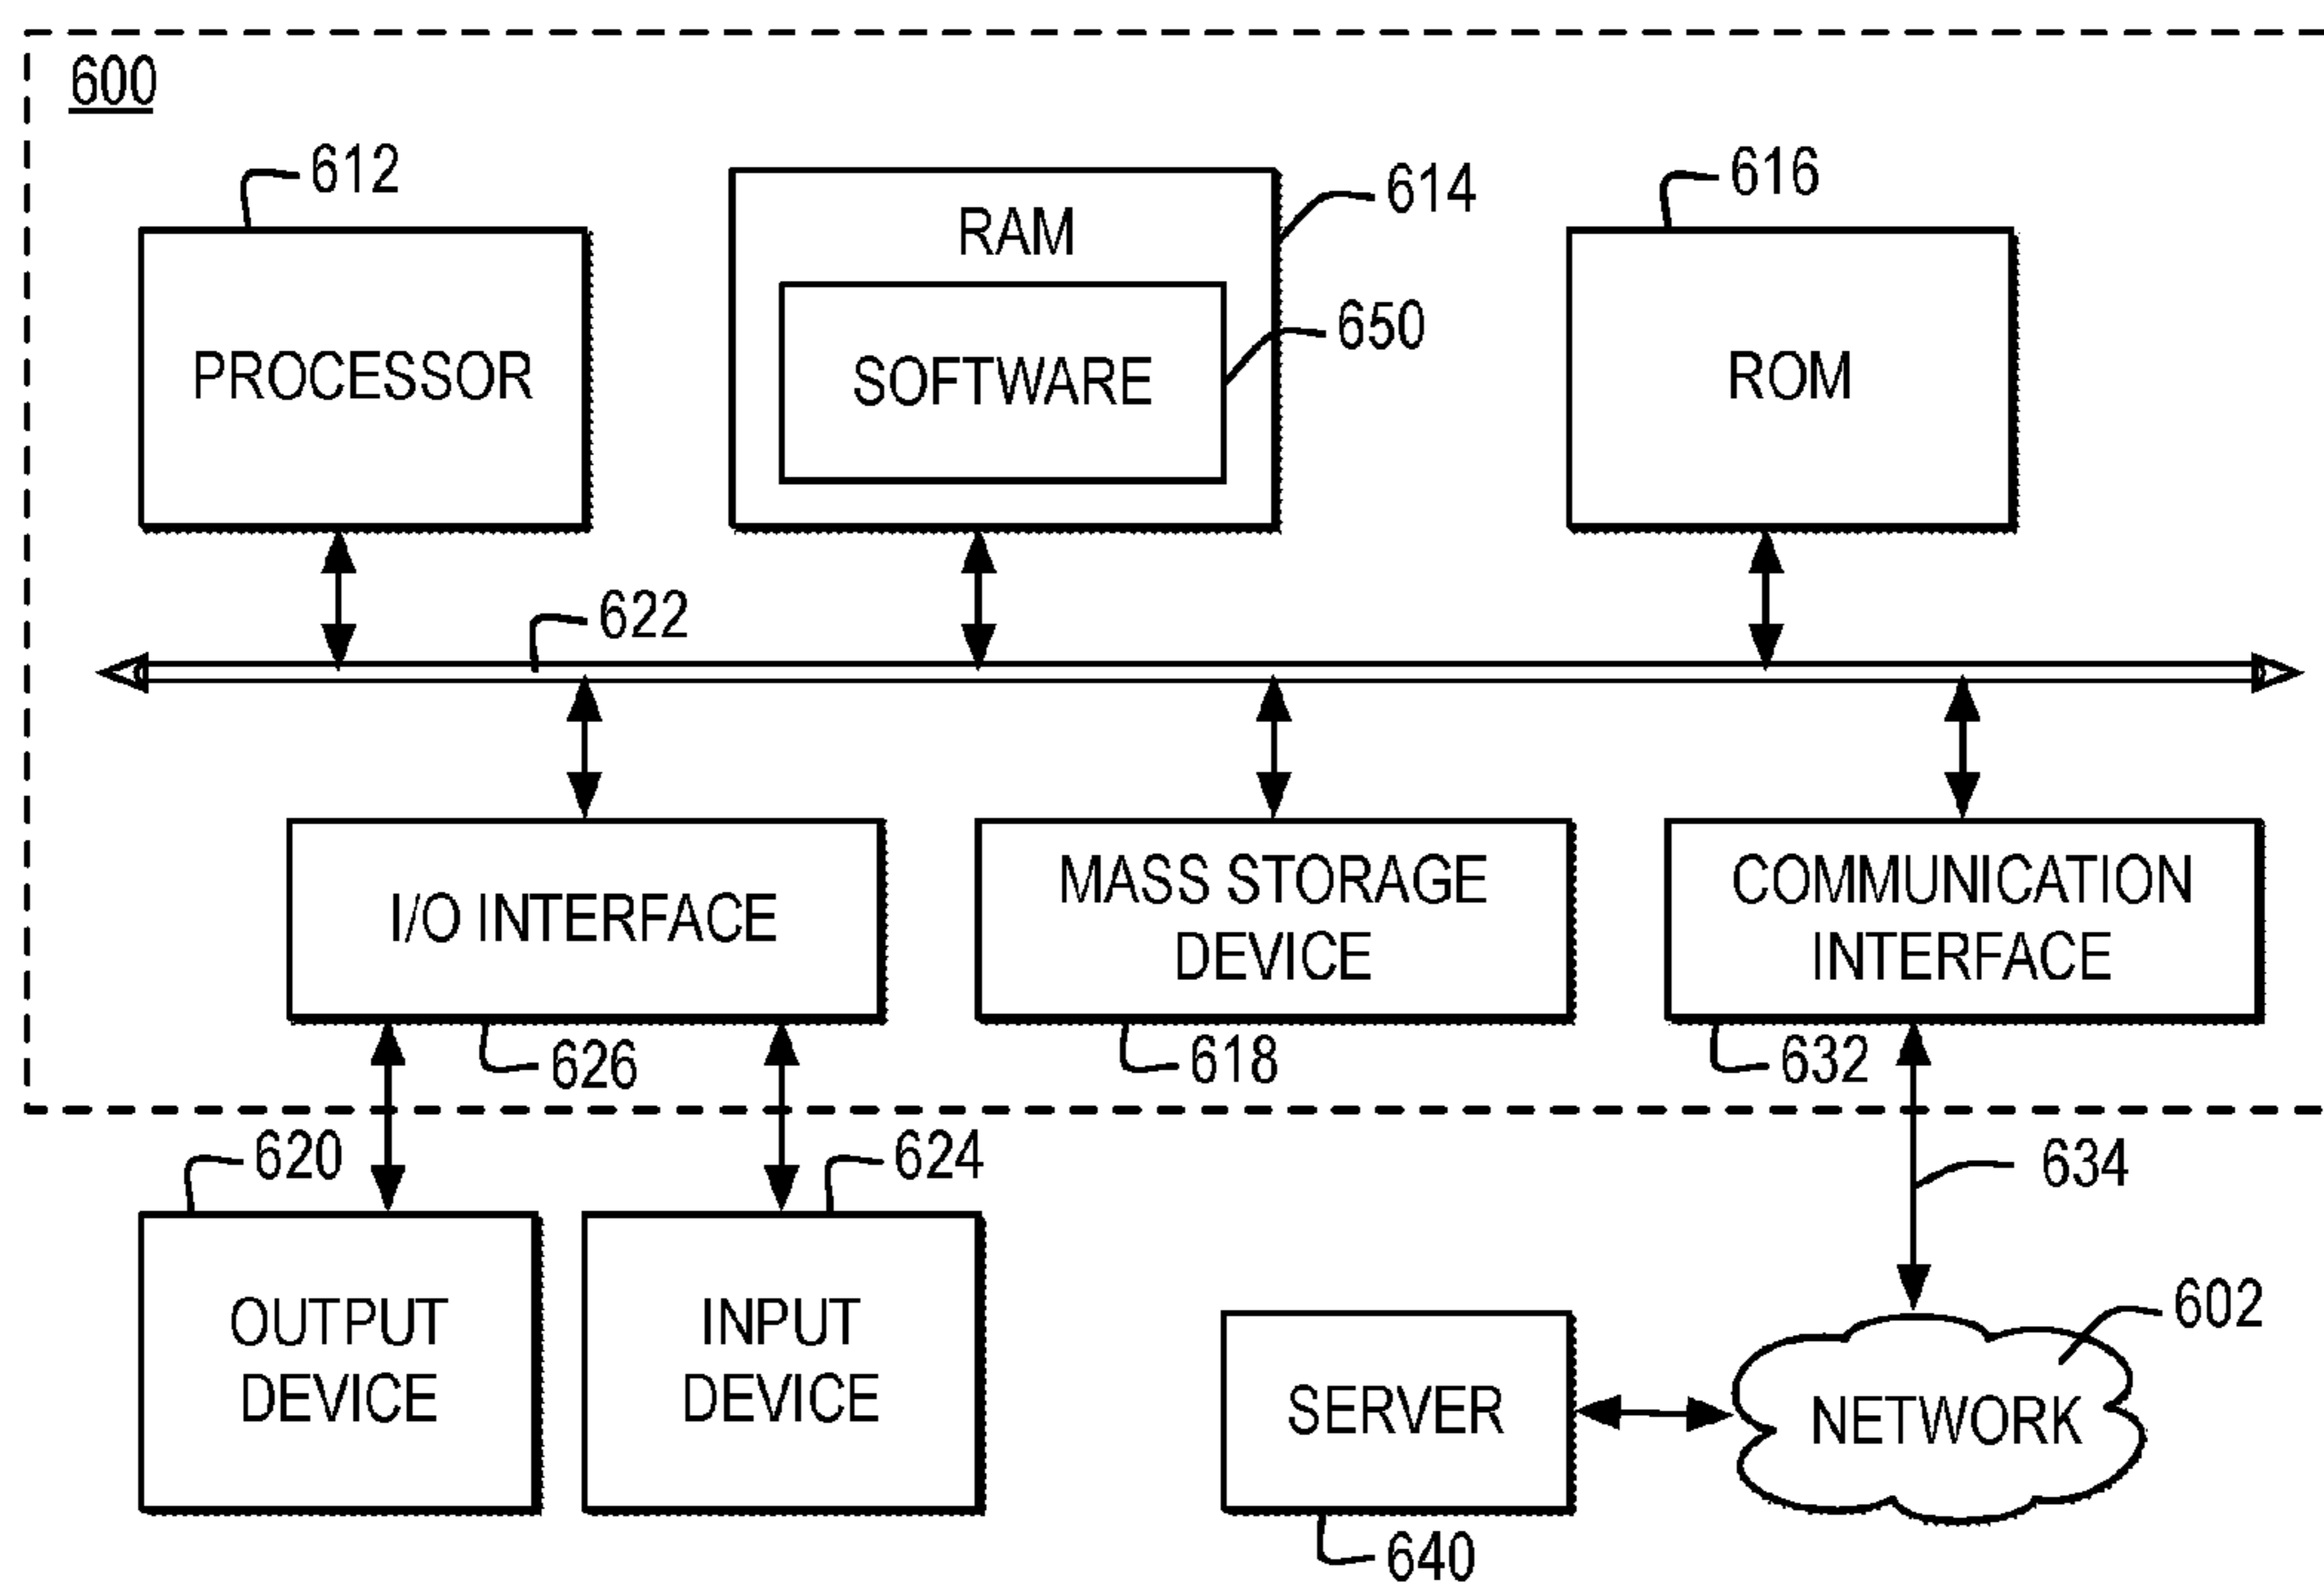 600
612
614
616
RAM
650
PROCESSOR
SOFTWARE
ROM
622
I/O INTERFACE
MASS STORAGE
DEVICE
COMMUNICATION
INTERFACE
626
618
632
620
624
634
OUTPUT
DEVICE
INPUT
DEVICE
602
SERVER
NETWORK
640